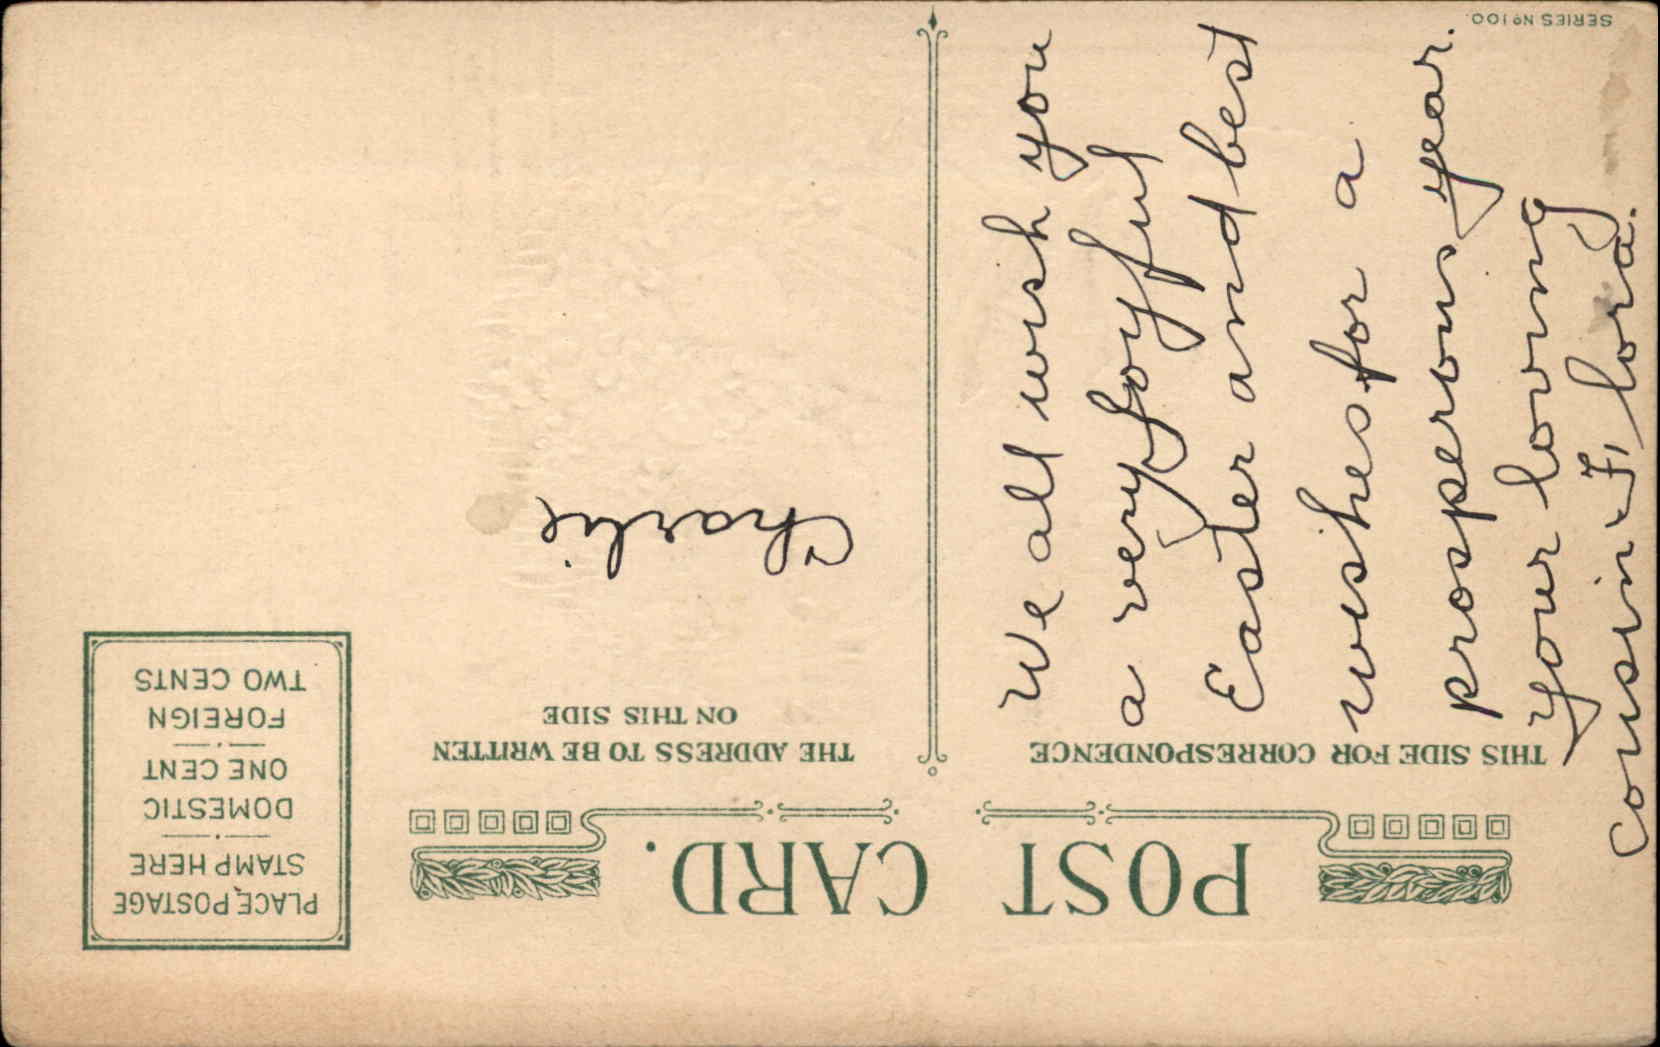 POST CARD.
THIS SIDE FOR CORRESPONDENCE
THE ADDRESS TO BE WRITTEN
ON THIS SIDE
PLACE POSTAGE
STAMP HERE
DOMESTIC
ONE CENT
FOREIGN
TWO CENTS
We all wish you
a very joyful
Easter and best
wishes for a
prosperous year.
Your loving
cousin Flora.
Charlie
SERIES No 100.